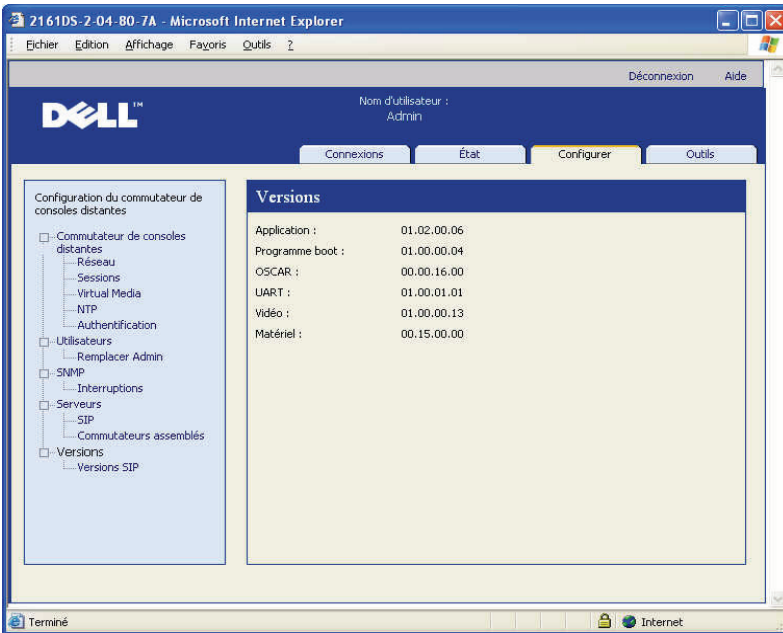 2161DS-2-04-80-7A - Microsoft Internet Explorer
Eichier Edition Affichage Favoris Outils ?
Déconnexion Aide
DELL™
Nom d'utilisateur :
Admin
Connexions État Configurer Outils
Configuration du commutateur de
consoles distantes
Commutateur de consoles
distantes
Réseau
Sessions
Virtual Media
NTP
Authentification
Utilisateurs
Remplacer Admin
SNMP
Interruptions
Serveurs
SIP
Commutateurs assemblés
Versions
Versions SIP
Versions
Application : 01.02.00.06
Programme boot : 01.00.00.04
OSCAR : 00.00.16.00
UART : 01.00.01.01
Vidéo : 01.00.00.13
Matériel : 00.15.00.00
Terminé Internet